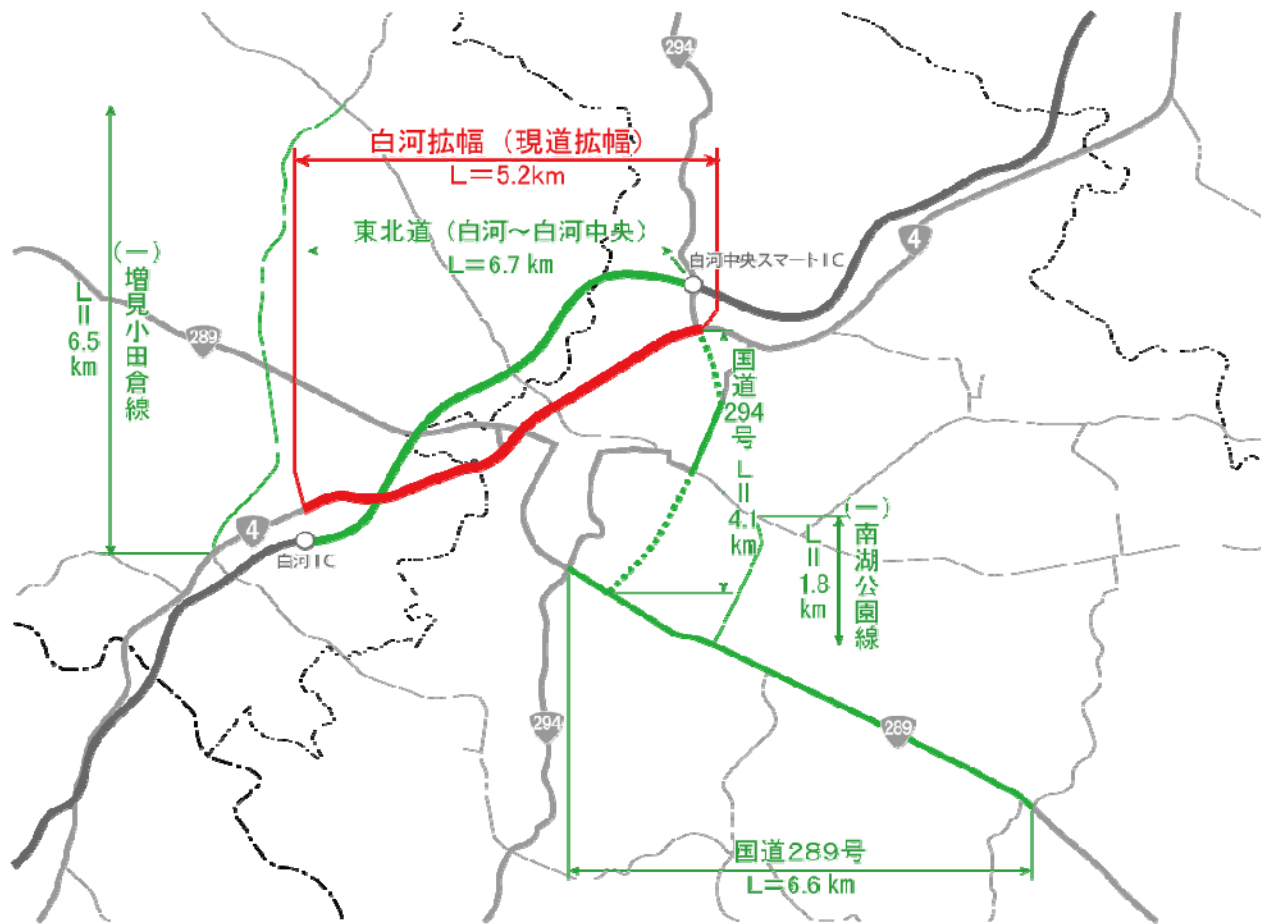 294
白河拡幅（現道拡幅）
L＝5.2km
東北道（白河～白河中央）
L＝6.7 km
白河中央スマートIC
4
(一)増見小田倉線
L＝6.5 km
289
国道294号 L＝4.1 km
(一)南湖公園線
L＝1.8 km
4
白河IC
294
289
国道289号
L＝6.6 km